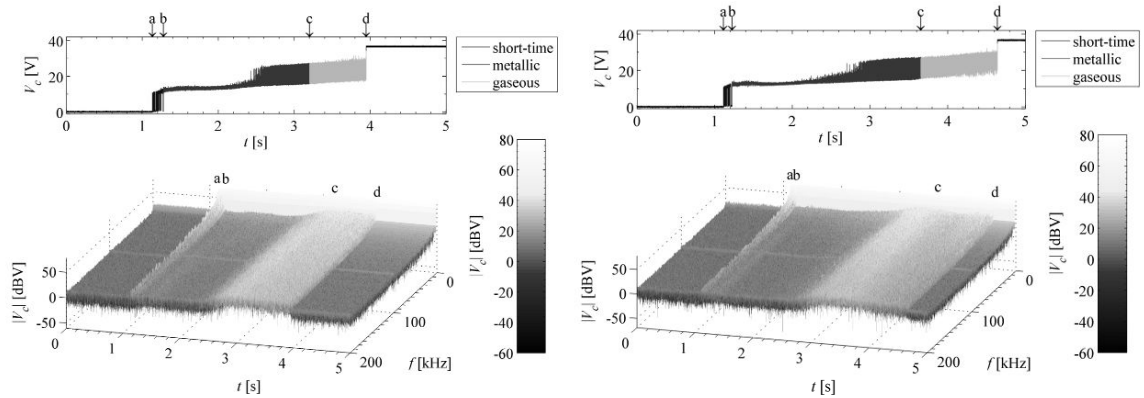 a b c d
40
20
0
V_c [V]
0 1 2 3 4 5
t [s]
short-time
metallic
gaseous
a b c d
50
0
-50
|V_c| [dBV]
0 1 2 3 4 5
t [s]
0
100
200
f [kHz]
80
60
40
20
0
-20
-40
-60
|V_c| [dBV]
a b c d
40
20
0
V_c [V]
0 1 2 3 4 5
t [s]
short-time
metallic
gaseous
ab c d
50
0
-50
|V_c| [dBV]
0 1 2 3 4 5
t [s]
0
100
200
f [kHz]
80
60
40
20
0
-20
-40
-60
|V_c| [dBV]